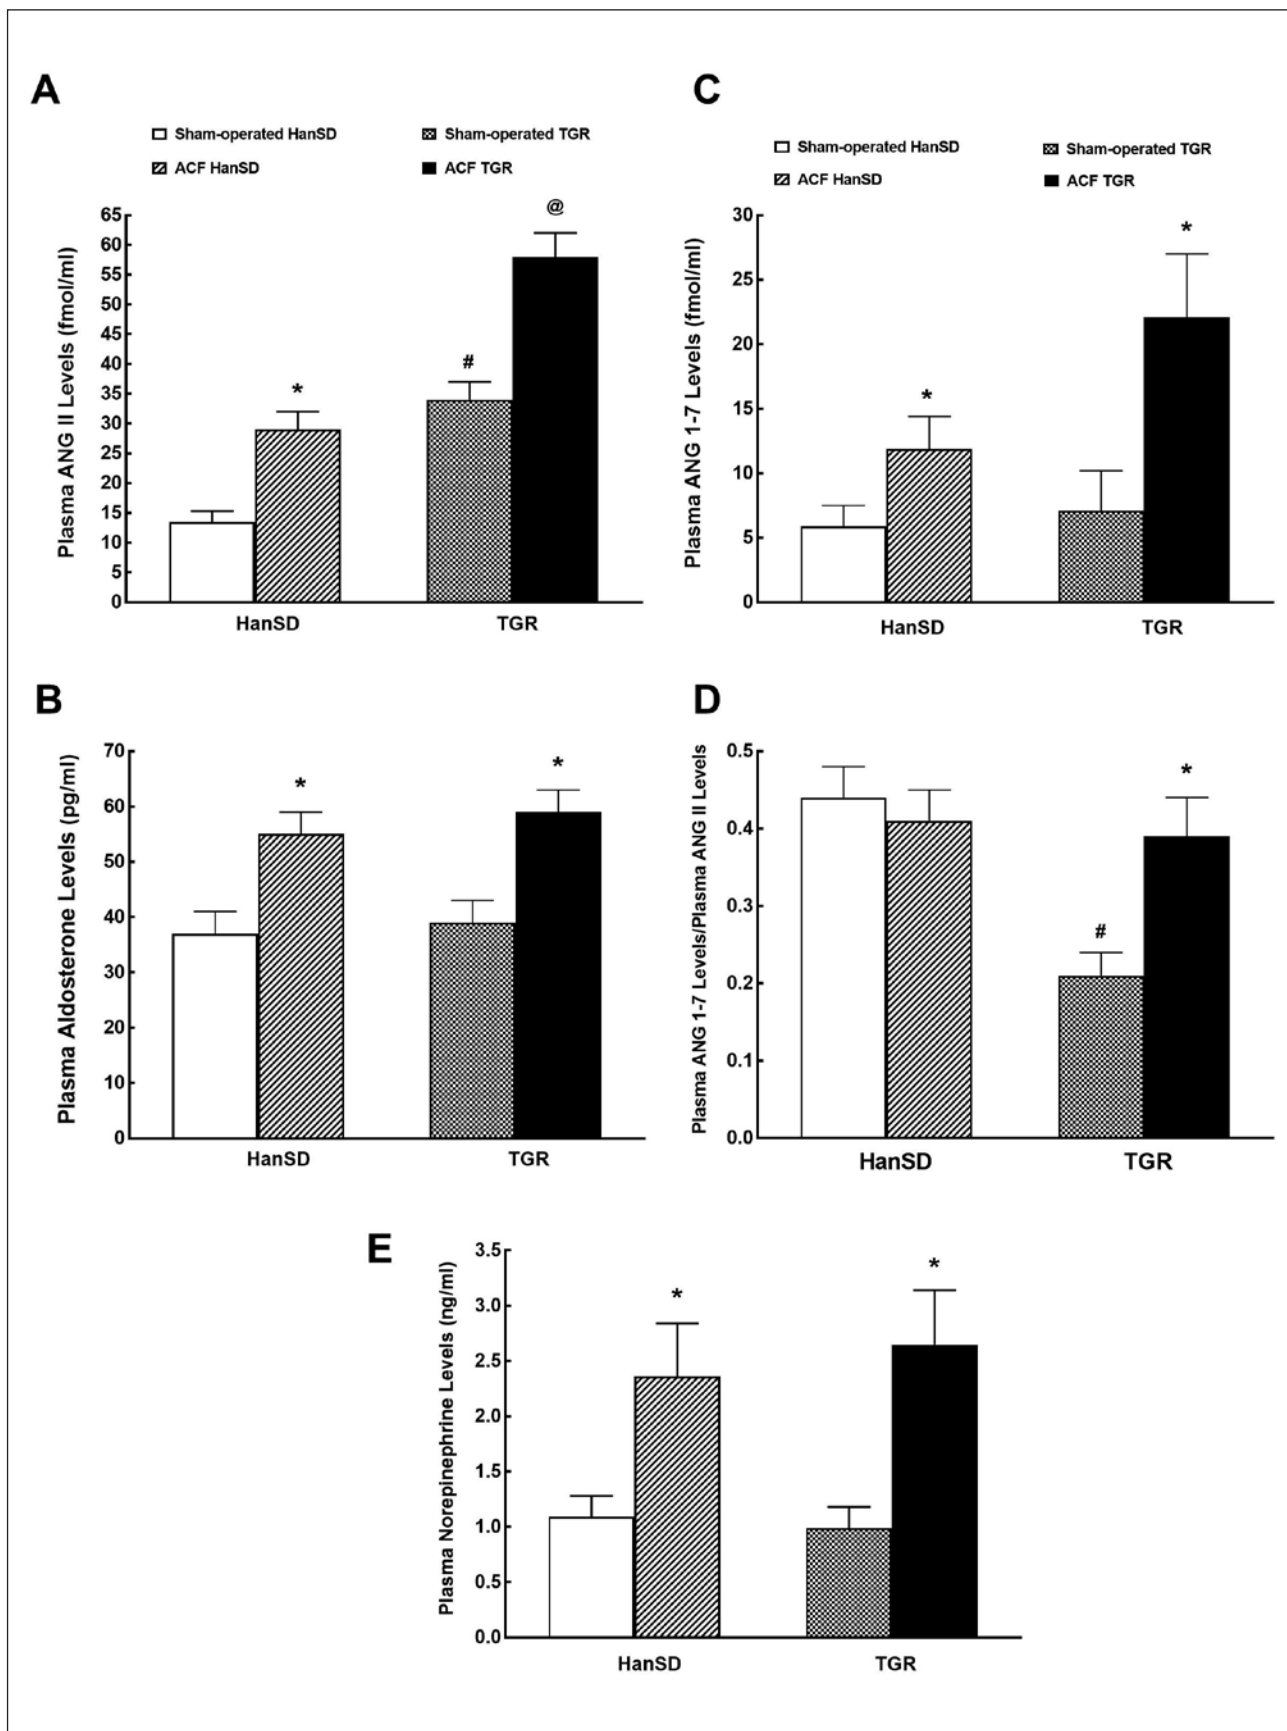 A
Sham-operated HanSD
Sham-operated TGR
ACF HanSD
ACF TGR
Plasma ANG II Levels (fmol/ml)
65
60
55
50
45
40
35
30
25
20
15
10
5
0
*
#
@
HanSD
TGR
C
Sham-operated HanSD
Sham-operated TGR
ACF HanSD
ACF TGR
Plasma ANG 1-7 Levels (fmol/ml)
30
25
20
15
10
5
0
*
*
HanSD
TGR
B
Plasma Aldosterone Levels (pg/ml)
70
60
50
40
30
20
10
0
*
*
HanSD
TGR
D
Plasma ANG 1-7 Levels/Plasma ANG II Levels
0.5
0.4
0.3
0.2
0.1
0.0
#
*
HanSD
TGR
E
Plasma Norepinephrine Levels (ng/ml)
3.5
3.0
2.5
2.0
1.5
1.0
0.5
0.0
*
*
HanSD
TGR